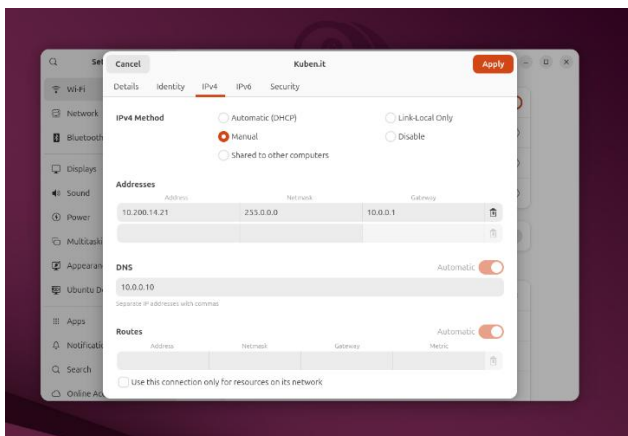 Set
Cancel
Kuben.it
Apply
Details Identity IPv4 IPv6 Security
Wi-Fi
Network
Bluetooth
Displays
Sound
Power
Multitaski
Appearan
Ubuntu D
Apps
Notificatio
Search
Online Ac
IPv4 Method
Automatic (DHCP)
Link-Local Only
Manual
Disable
Shared to other computers
Addresses
Address Netmask Gateway
10.200.14.21 255.0.0.0 10.0.0.1
DNS
Automatic
10.0.0.10
Separate IP addresses with commas
Routes
Automatic
Address Netmask Gateway Metric
Use this connection only for resources on its network